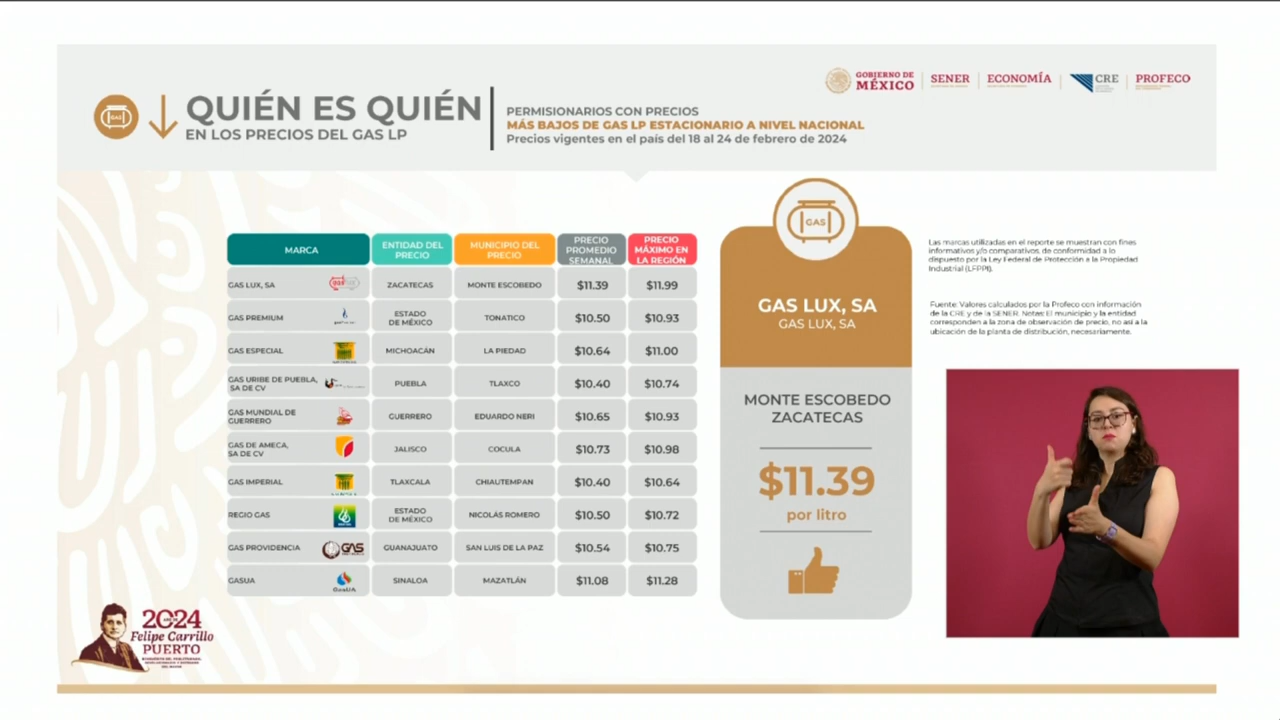 GOBIERNO DE
MÉXICO
SENER
ECONOMÍA
CRE
PROFECO
GAS
QUIÉN ES QUIÉN
EN LOS PRECIOS DEL GAS LP
PERMISIONARIOS CON PRECIOS
MÁS BAJOS DE GAS LP ESTACIONARIO A NIVEL NACIONAL
Precios vigentes en el país del 18 al 24 de febrero de 2024
MARCA
ENTIDAD DEL
PRECIO
MUNICIPIO DEL
PRECIO
PRECIO
PROMEDIO
SEMANAL
PRECIO
MÁXIMO EN
LA REGIÓN
GAS LUX, SA ZACATECAS MONTE ESCOBEDO $11.39 $11.99
GAS PREMIUM ESTADO
DE MÉXICO TONATICO $10.50 $10.93
GAS ESPECIAL MICHOACÁN LA PIEDAD $10.64 $11.00
GAS URIBE DE PUEBLA,
SA DE CV PUEBLA TLAXCO $10.40 $10.74
GAS MUNDIAL DE
GUERRERO GUERRERO EDUARDO NERI $10.65 $10.93
GAS DE AMECA,
SA DE CV JALISCO COCULA $10.73 $10.98
GAS IMPERIAL TLAXCALA CHIAUTEMPAN $10.40 $10.64
REGIO GAS ESTADO
DE MÉXICO NICOLÁS ROMERO $10.50 $10.72
GAS PROVIDENCIA GAS GUANAJUATO SAN LUIS DE LA PAZ $10.54 $10.75
GASUA GasUA SINALOA MAZATLÁN $11.08 $11.28
GAS
GAS LUX, SA
GAS LUX, SA
MONTE ESCOBEDO
ZACATECAS
$11.39
por litro
Las marcas utilizadas en el reporte se muestran con fines
informativos y/o comparativos, de conformidad a lo
dispuesto por la Ley Federal de Protección a la Propiedad
Industrial (LFPPI).
Fuente: Valores calculados por la Profeco con información
de la CRE y de la SENER. Notas: El municipio y la entidad
corresponden a la zona de observación de precio, no así a la
ubicación de la planta de distribución, necesariamente.
2024
Felipe Carrillo
PUERTO